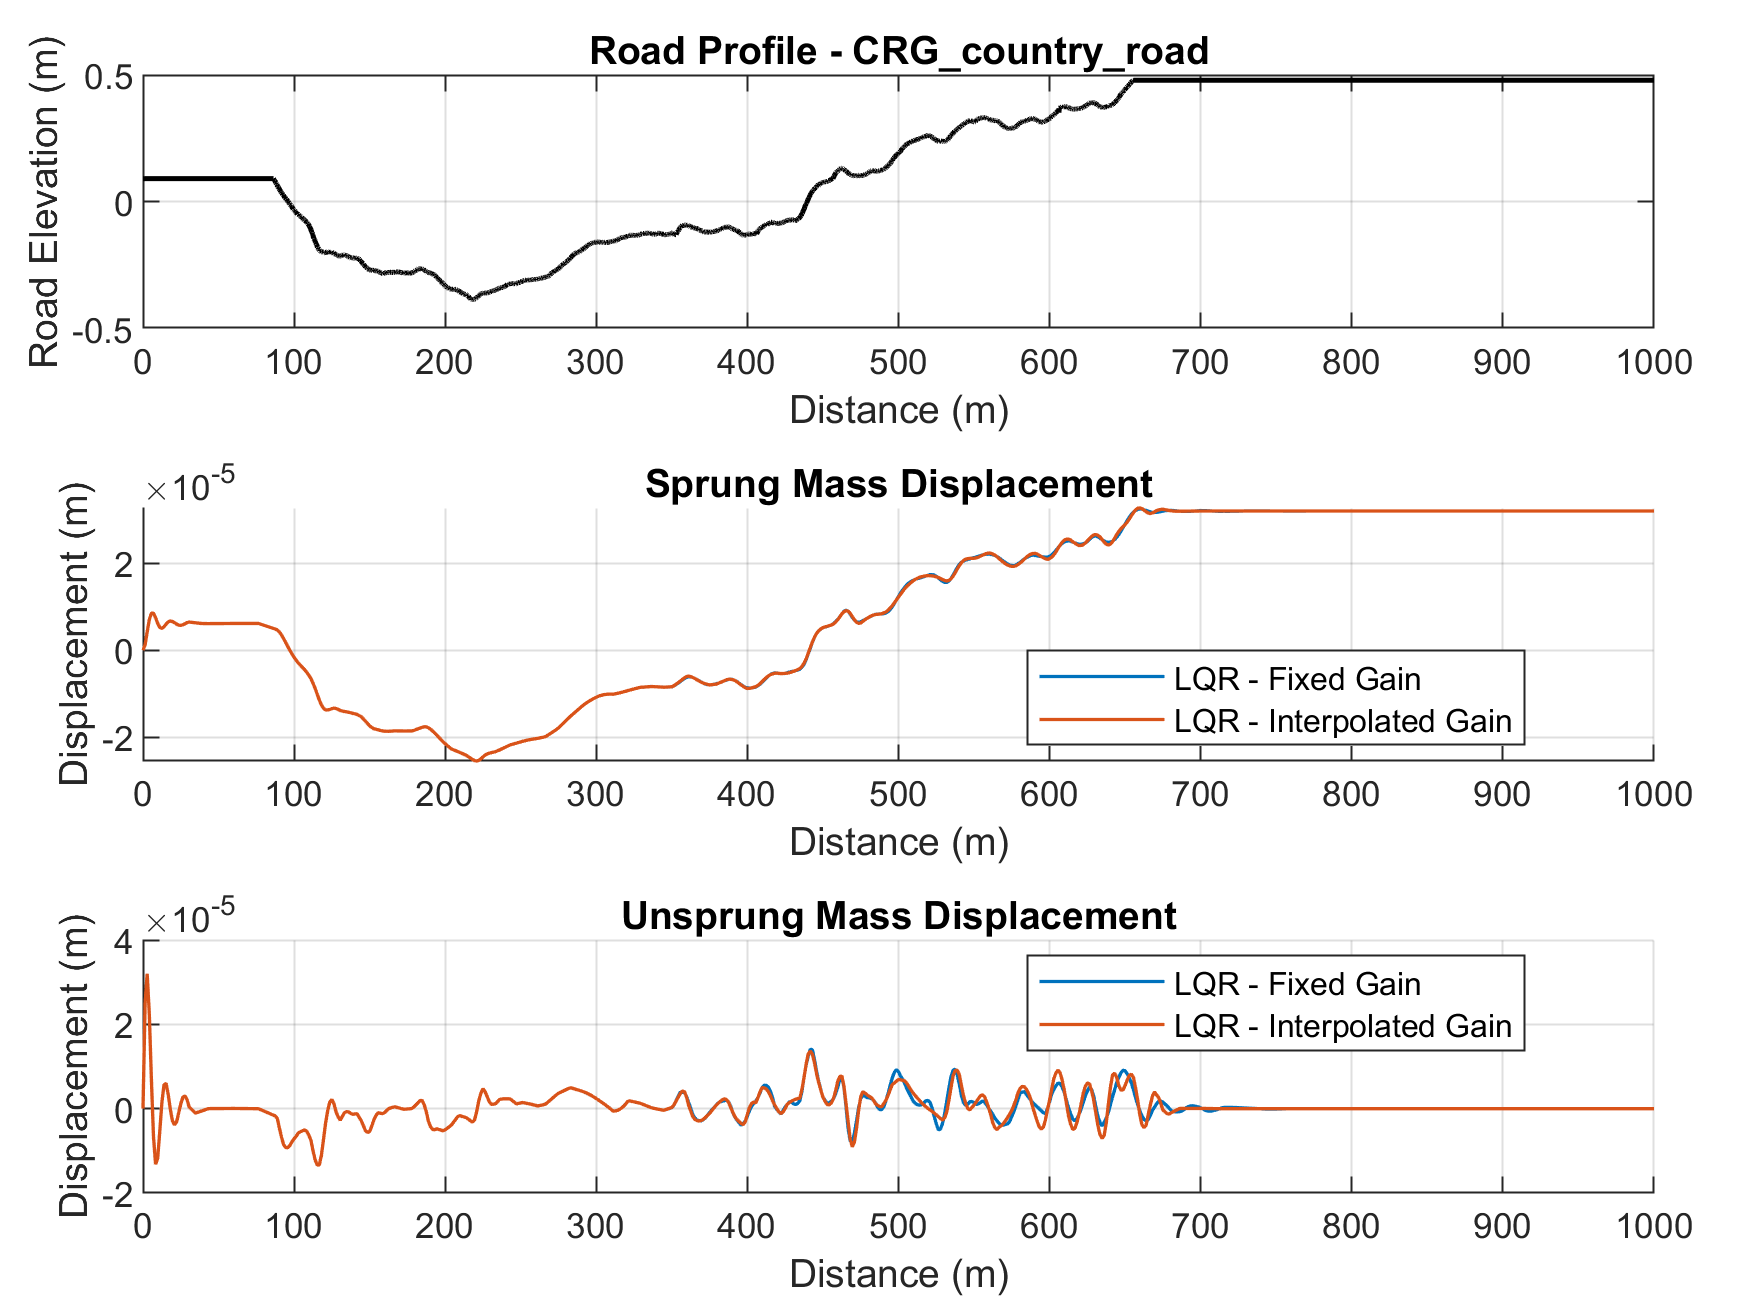 Road Profile - CRG_country_road
Road Elevation (m)
0.5
0
-0.5
0 100 200 300 400 500 600 700 800 900 1000
Distance (m)
Sprung Mass Displacement
×10^-5
Displacement (m)
2
0
-2
LQR - Fixed Gain
LQR - Interpolated Gain
0 100 200 300 400 500 600 700 800 900 1000
Distance (m)
Unsprung Mass Displacement
×10^-5
Displacement (m)
4
2
0
-2
LQR - Fixed Gain
LQR - Interpolated Gain
0 100 200 300 400 500 600 700 800 900 1000
Distance (m)